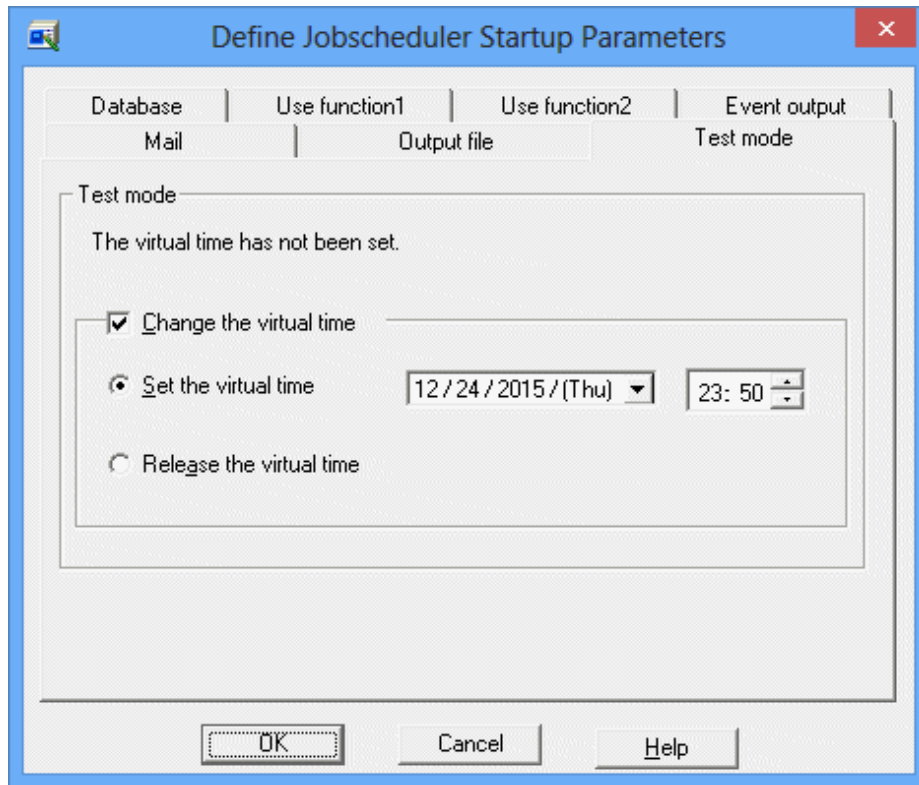 Define Jobscheduler Startup Parameters
Database Use function1 Use function2 Event output
Mail Output file Test mode
Test mode
The virtual time has not been set.
Change the virtual time
Set the virtual time 12/24/2015/(Thu) 23: 50
Release the virtual time
OK Cancel Help